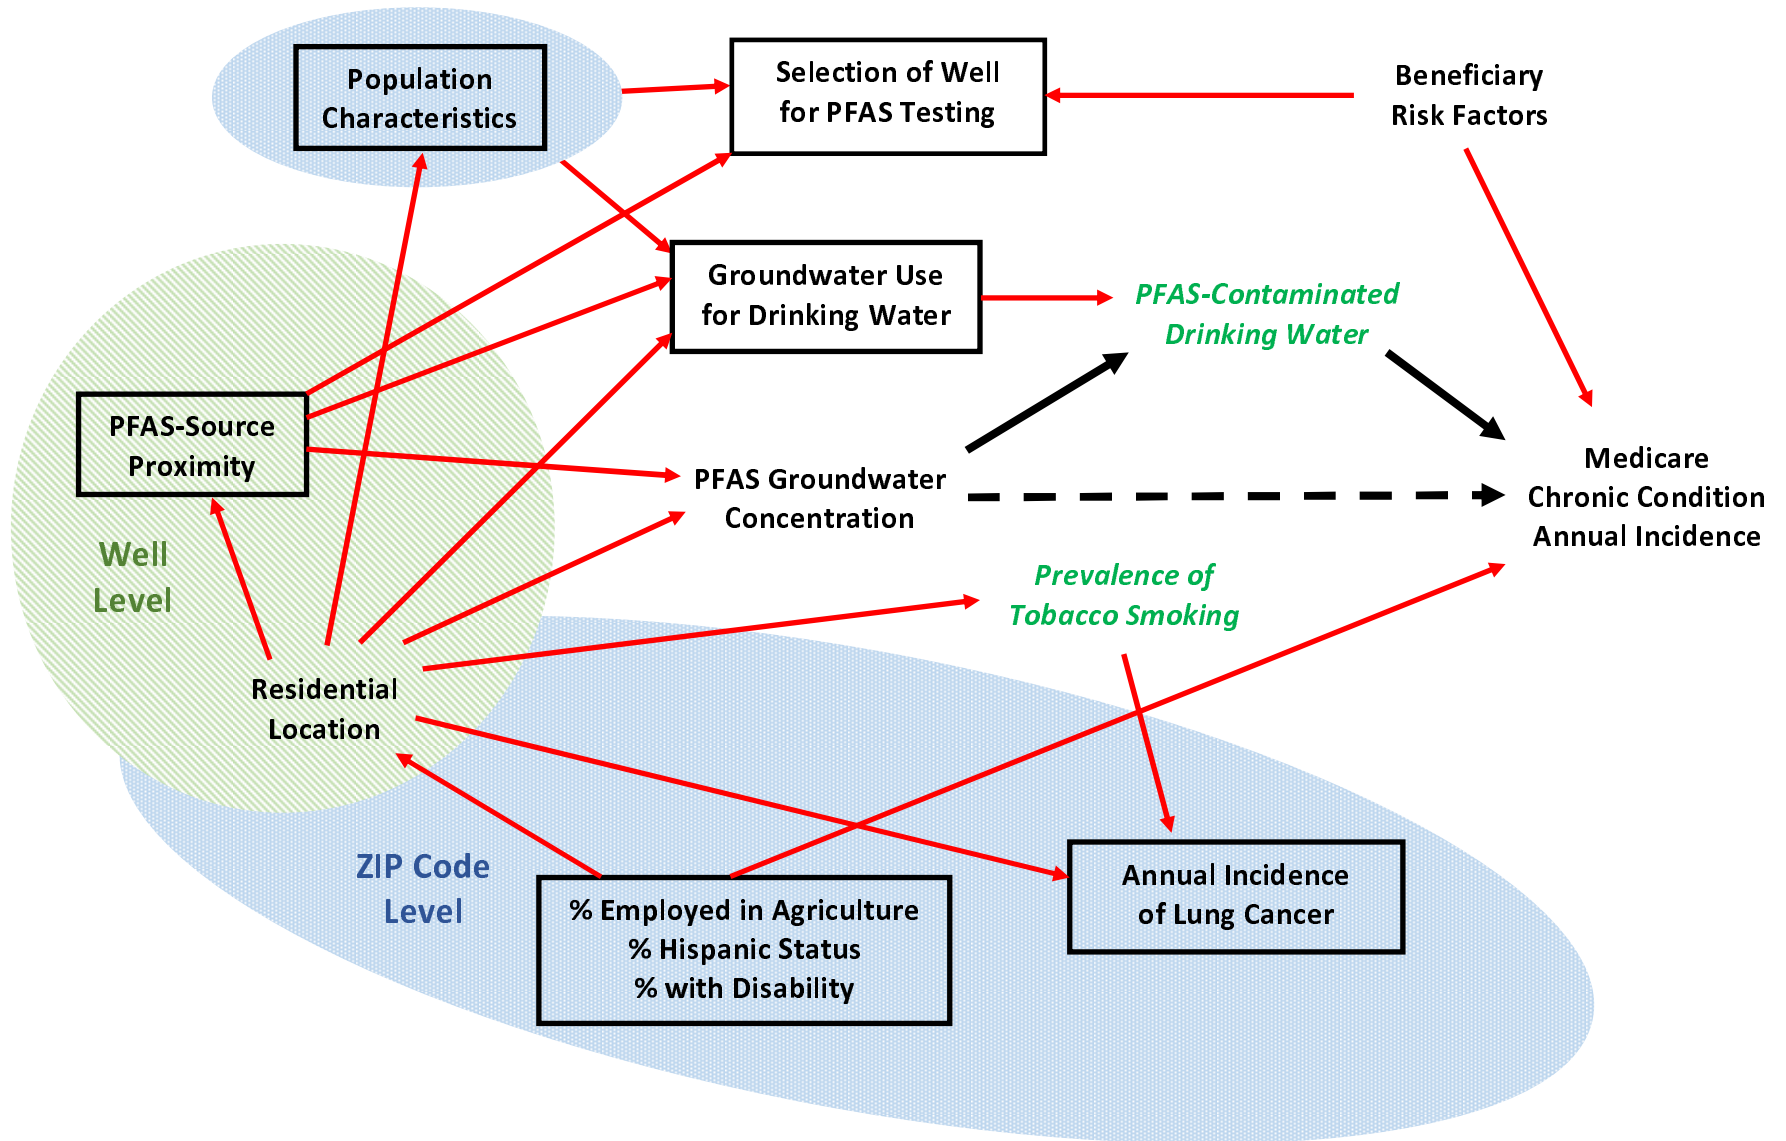 Population
Characteristics
Selection of Well
for PFAS Testing
Beneficiary
Risk Factors
Groundwater Use
for Drinking Water
PFAS-Contaminated
Drinking Water
PFAS-Source
Proximity
PFAS Groundwater
Concentration
Medicare
Chronic Condition
Annual Incidence
Well
Level
Prevalence of
Tobacco Smoking
Residential
Location
ZIP Code
Level
% Employed in Agriculture
% Hispanic Status
% with Disability
Annual Incidence
of Lung Cancer